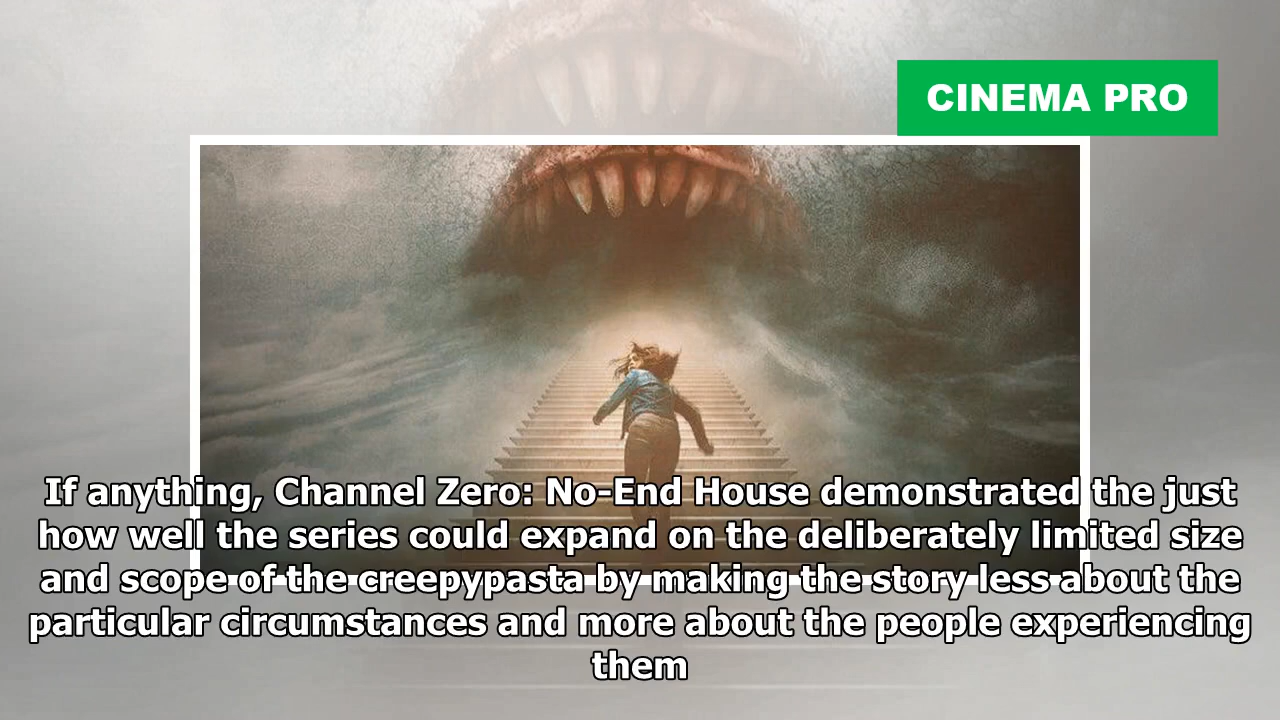 CINEMA PRO
If anything, Channel Zero: No-End House demonstrated the just
how well the series could expand on the deliberately limited size
and scope of the creepypasta by making the story less about the
particular circumstances and more about the people experiencing
them